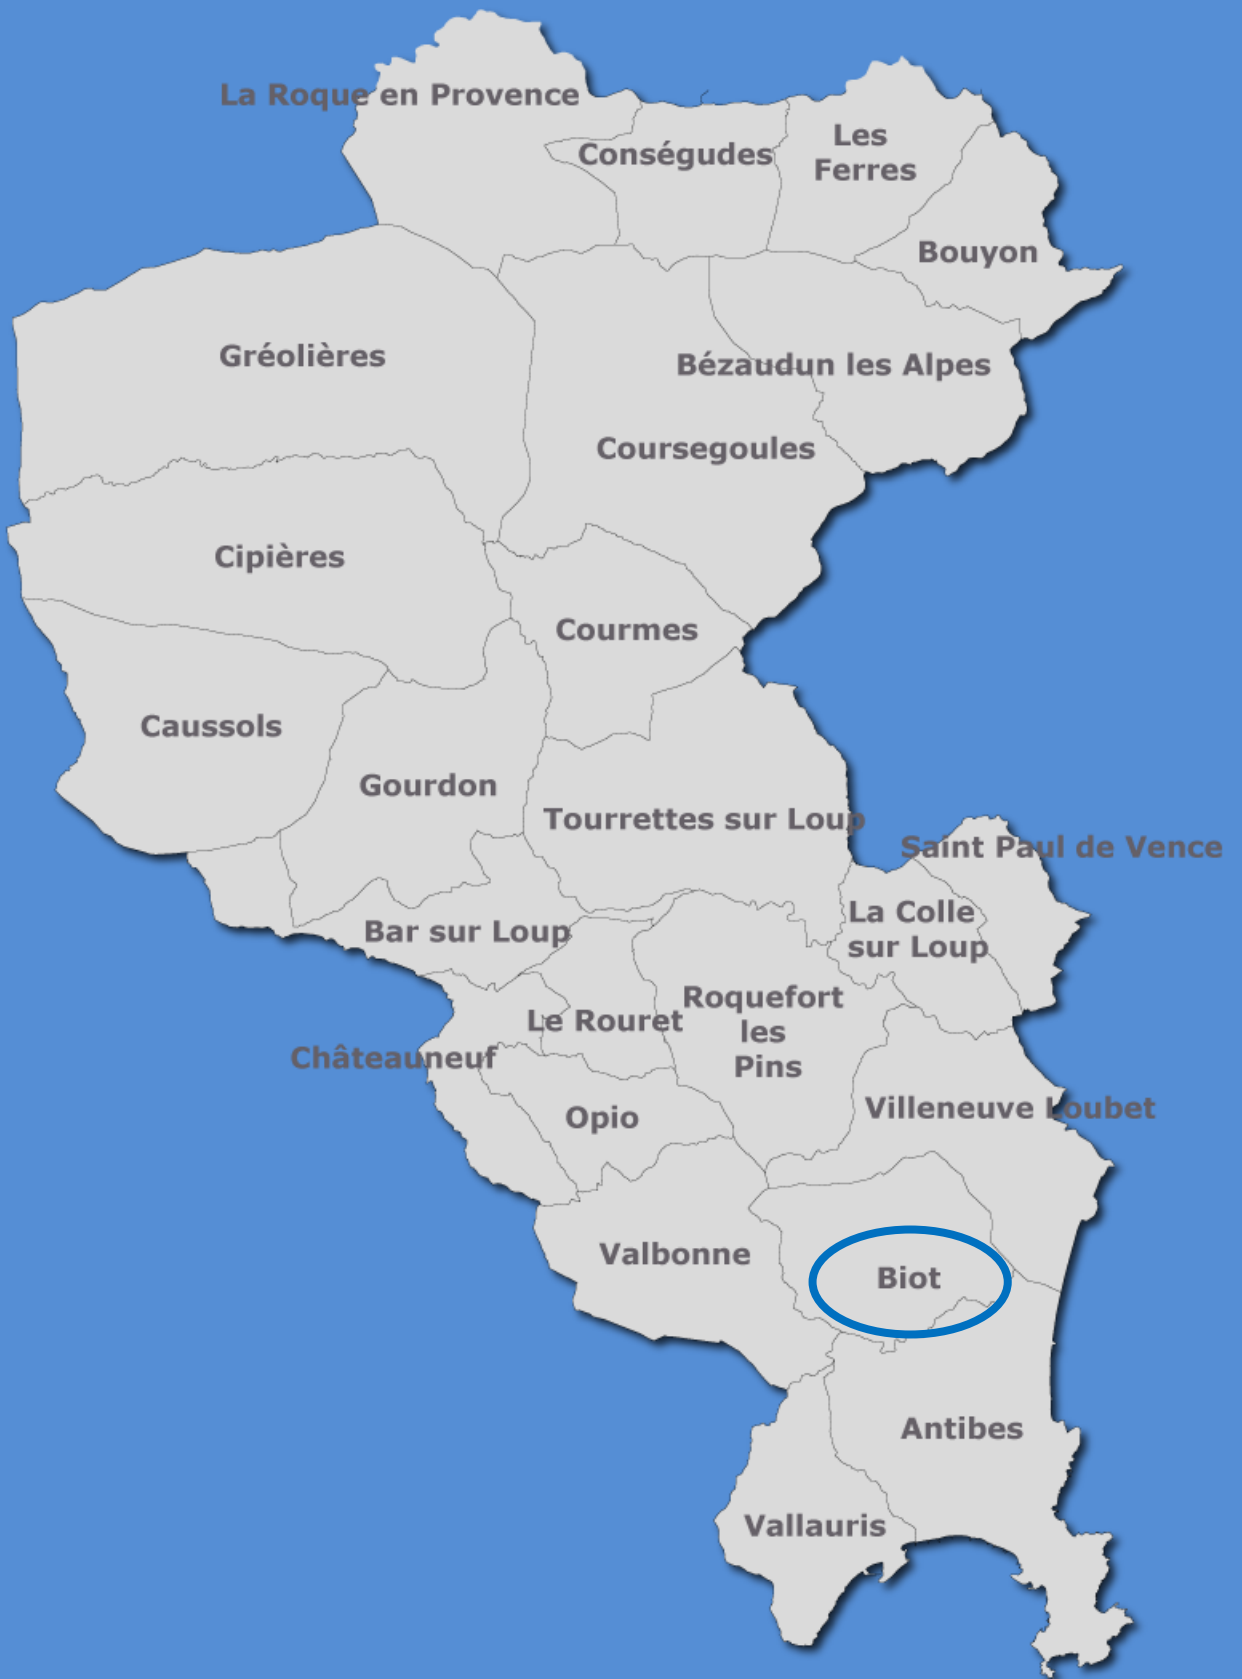 La Roque en Provence
Conségudes
Les
Ferres
Bouyon
Gréolières
Bézaudun les Alpes
Coursegoules
Cipières
Courmes
Caussols
Gourdon
Tourrettes sur Loup
Saint Paul de Vence
La Colle
sur Loup
Bar sur Loup
Roquefort
les
Pins
Le Rouret
Châteauneuf
Opio
Villeneuve Loubet
Valbonne
Biot
Antibes
Vallauris